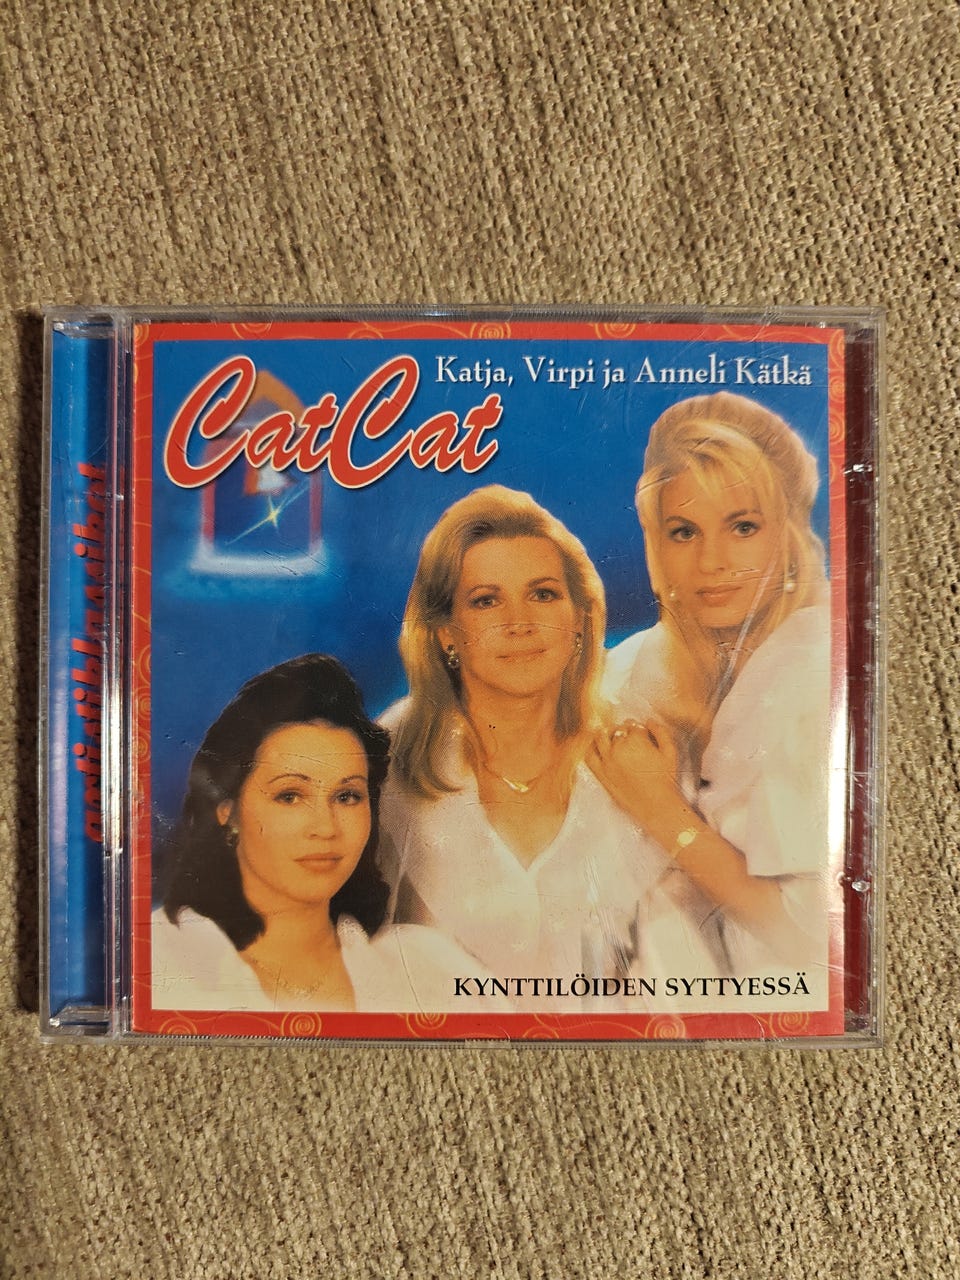 CatCat
Katja, Virpi ja Anneli Kätkä
KYNTTILÖIDEN SYTTYESSÄ